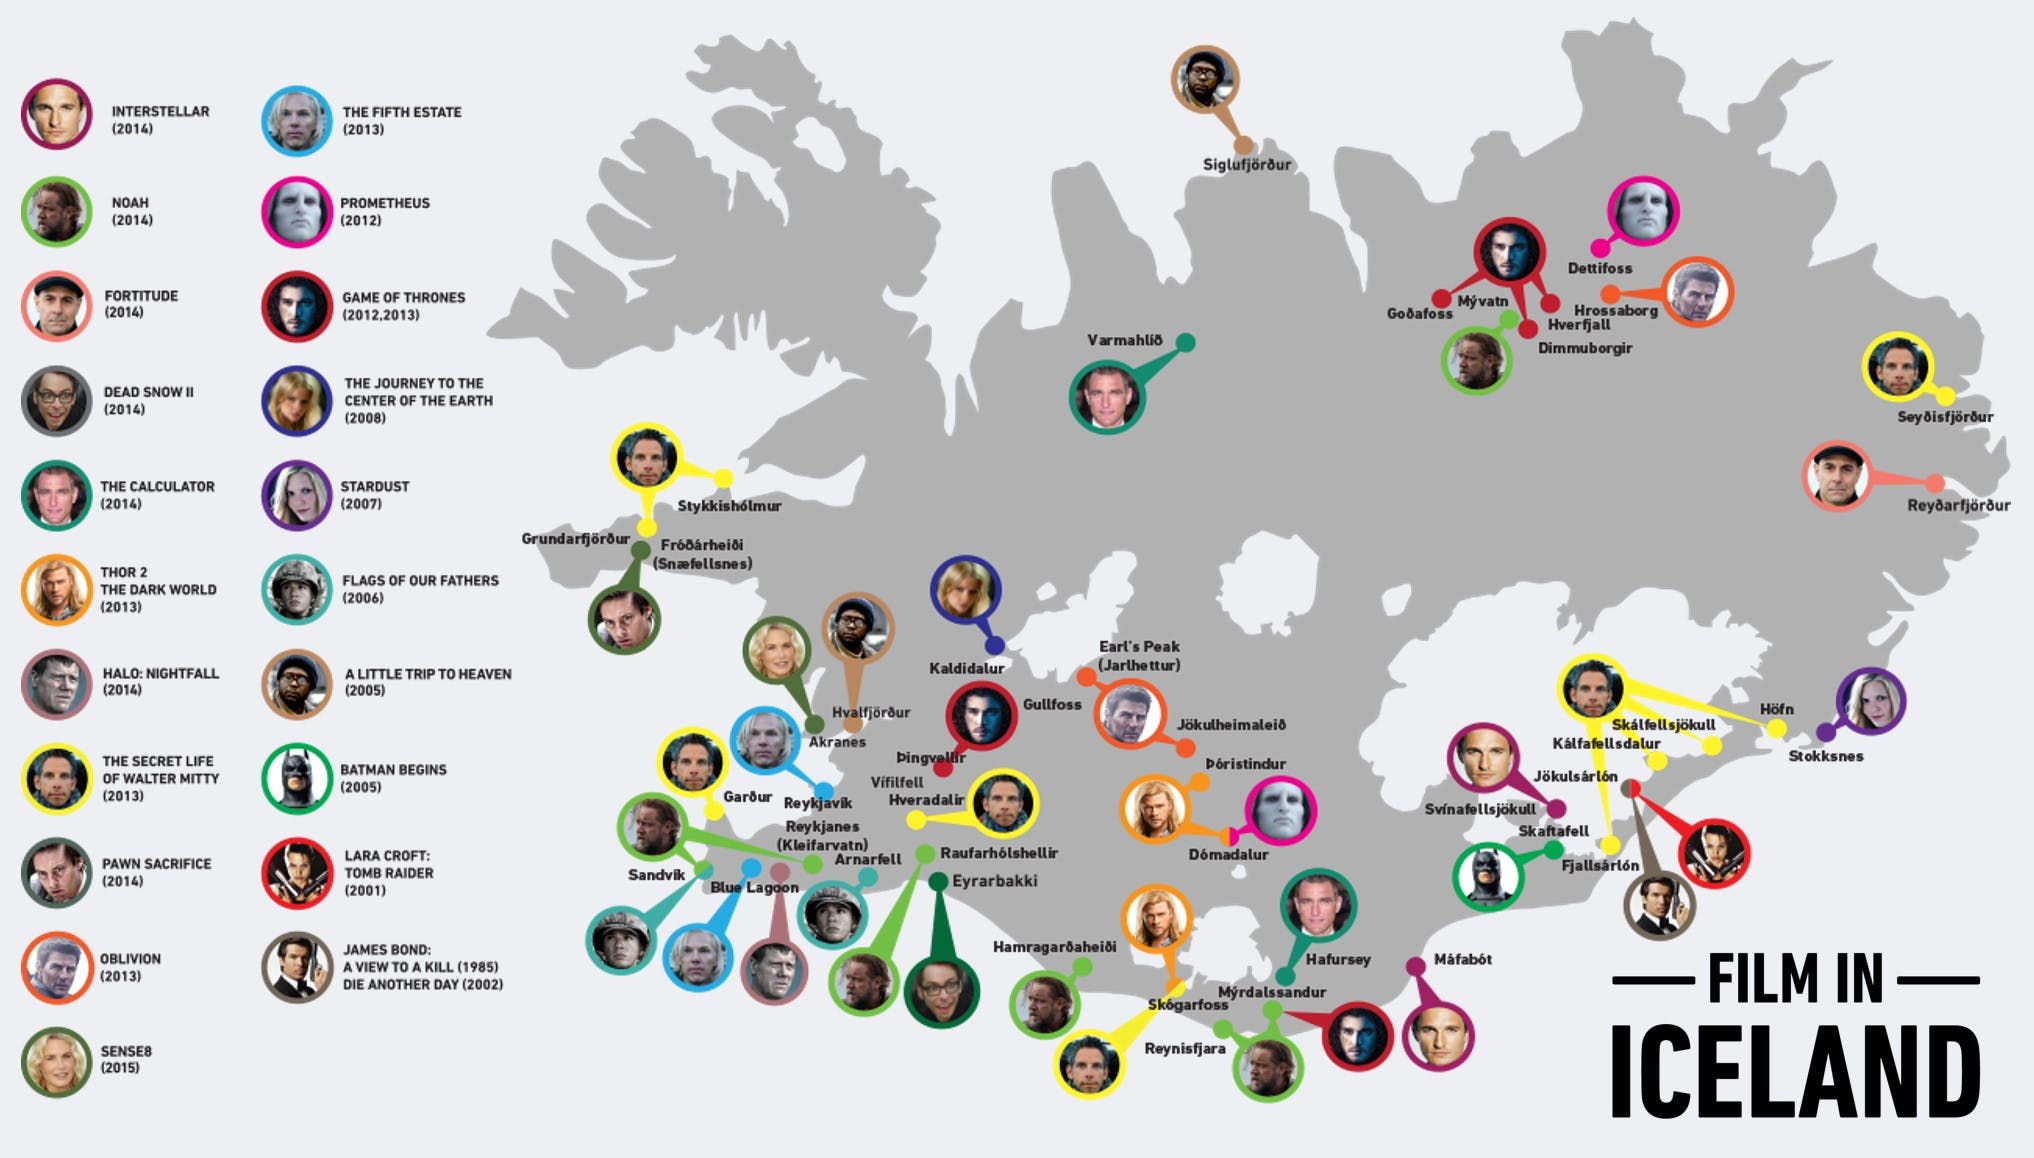 INTERSTELLAR
(2014)
NOAH
(2014)
FORTITUDE
(2014)
DEAD SNOW II
(2014)
THE CALCULATOR
(2014)
THOR 2
THE DARK WORLD
(2013)
HALO: NIGHTFALL
(2014)
THE SECRET LIFE
OF WALTER MITTY
(2013)
PAWN SACRIFICE
(2014)
OBLIVION
(2013)
SENSE8
(2015)
THE FIFTH ESTATE
(2013)
PROMETHEUS
(2012)
GAME OF THRONES
(2012,2013)
THE JOURNEY TO THE
CENTER OF THE EARTH
(2008)
STARDUST
(2007)
FLAGS OF OUR FATHERS
(2006)
A LITTLE TRIP TO HEAVEN
(2005)
BATMAN BEGINS
(2005)
LARA CROFT:
TOMB RAIDER
(2001)
JAMES BOND:
A VIEW TO A KILL (1985)
DIE ANOTHER DAY (2002)
Siglufjörður
Dettifoss
Goðafoss
Mývatn
Hrossaborg
Hverfjall
Dimmuborgir
Varmahlíð
Seyðisfjörður
Reyðarfjörður
Stykkishólmur
Grundarfjörður
Fróðárheiði
(Snæfellsnes)
Kaldidalur
Earl's Peak
(Jarlhettur)
Gullfoss
Hvalfjörður
Akranes
Jökulheimaleið
Þingvellir
Þóristindur
Vífilfell
Hveradalir
Garður
Reykjavík
Reykjanes
(Kleifarvatn)
Arnarfell
Raufarhólshellir
Sandvík
Blue Lagoon
Eyrarbakki
Dómadalur
Hamragarðaheiði
Hafursey
Skógarfoss
Mýrdalssandur
Reynisfjara
Máfabót
Höfn
Skálfellsjökull
Kálfafellsdalur
Stokksnes
Jökulsárlón
Svínafellsjökull
Skaftafell
Fjallsárlón
FILM IN
ICELAND